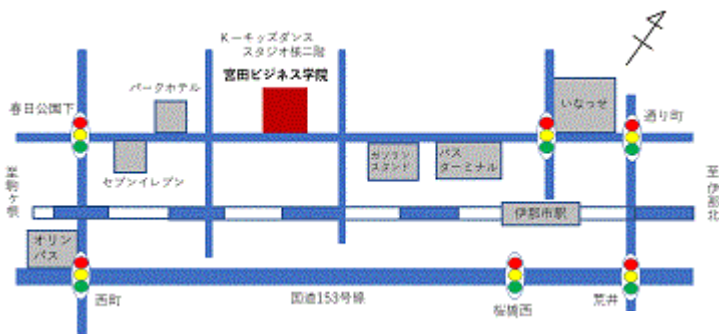 Kーキッズダンス
スタジオ様二階
宮田ビジネス学院
パークホテル
春日公園下
いなっせ
通り町
セブンイレブン
ガソリン
スタンド
バス
ターミナル
至駒ヶ根
至伊那北
伊那市駅
オリン
パス
西町
国道153号線
桜橋西
荒井